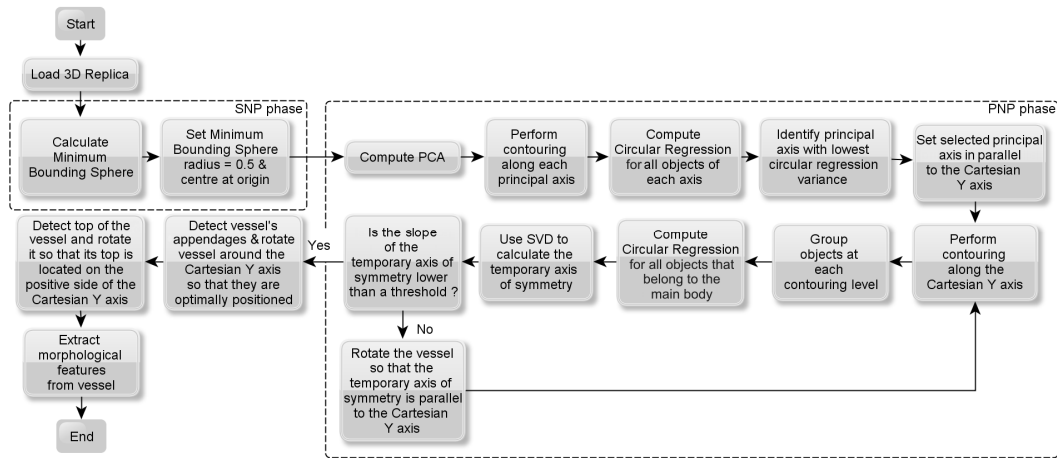 Start
Load 3D Replica
SNP phase
Calculate
Minimum
Bounding Sphere
Set Minimum
Bounding Sphere
radius = 0.5 &
centre at origin
PNP phase
Compute PCA
Perform
contouring
along each
principal axis
Compute
Circular Regression
for all objects of
each axis
Identify principal
axis with lowest
circular regression
variance
Set selected principal
axis in parallel
to the Cartesian
Y axis
Perform
contouring
along the
Cartesian Y axis
Group
objects at
each
contouring level
Compute
Circular Regression
for all objects that
belong to the
main body
Use SVD to
calculate the
temporary axis
of symmetry
Is the slope
of the
temporary axis of
symmetry lower
than a threshold ?
Yes
No
Rotate the vessel
so that the
temporary axis of
symmetry is parallel
to the Cartesian
Y axis
Detect vessel's
appendages & rotate
vessel around the
Cartesian Y axis
so that they are
optimally positioned
Detect top of the
vessel and rotate
it so that its top is
located on the
positive side of the
Cartesian Y axis
Extract
morphological
features
from vessel
End